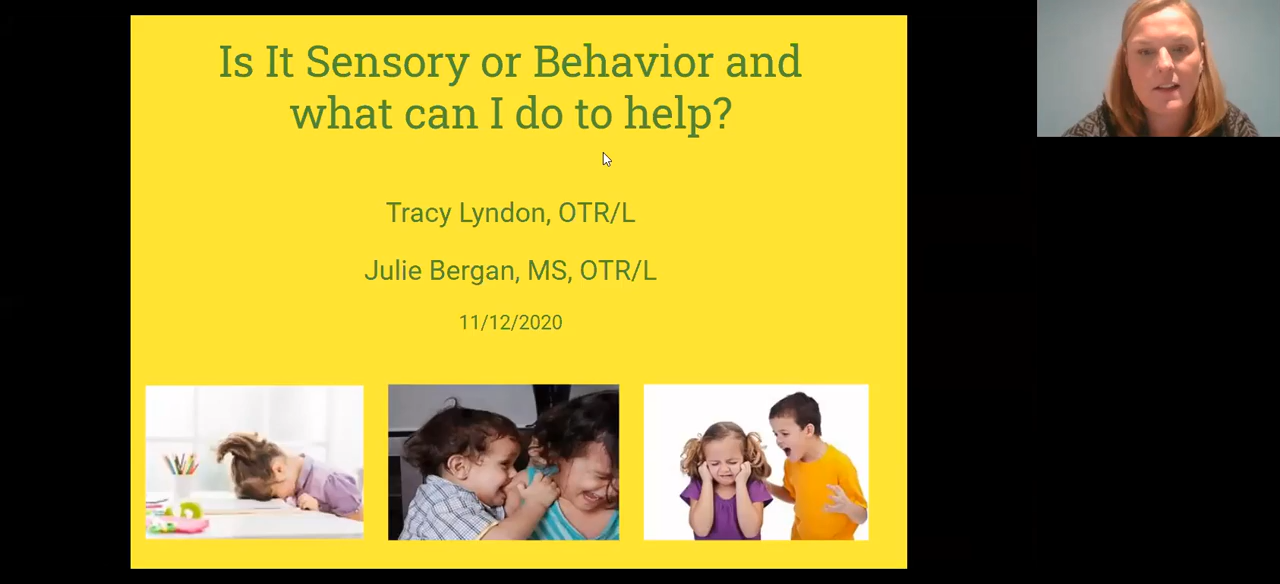 Is It Sensory or Behavior and
what can I do to help?
Tracy Lyndon, OTR/L
Julie Bergan, MS, OTR/L
11/12/2020